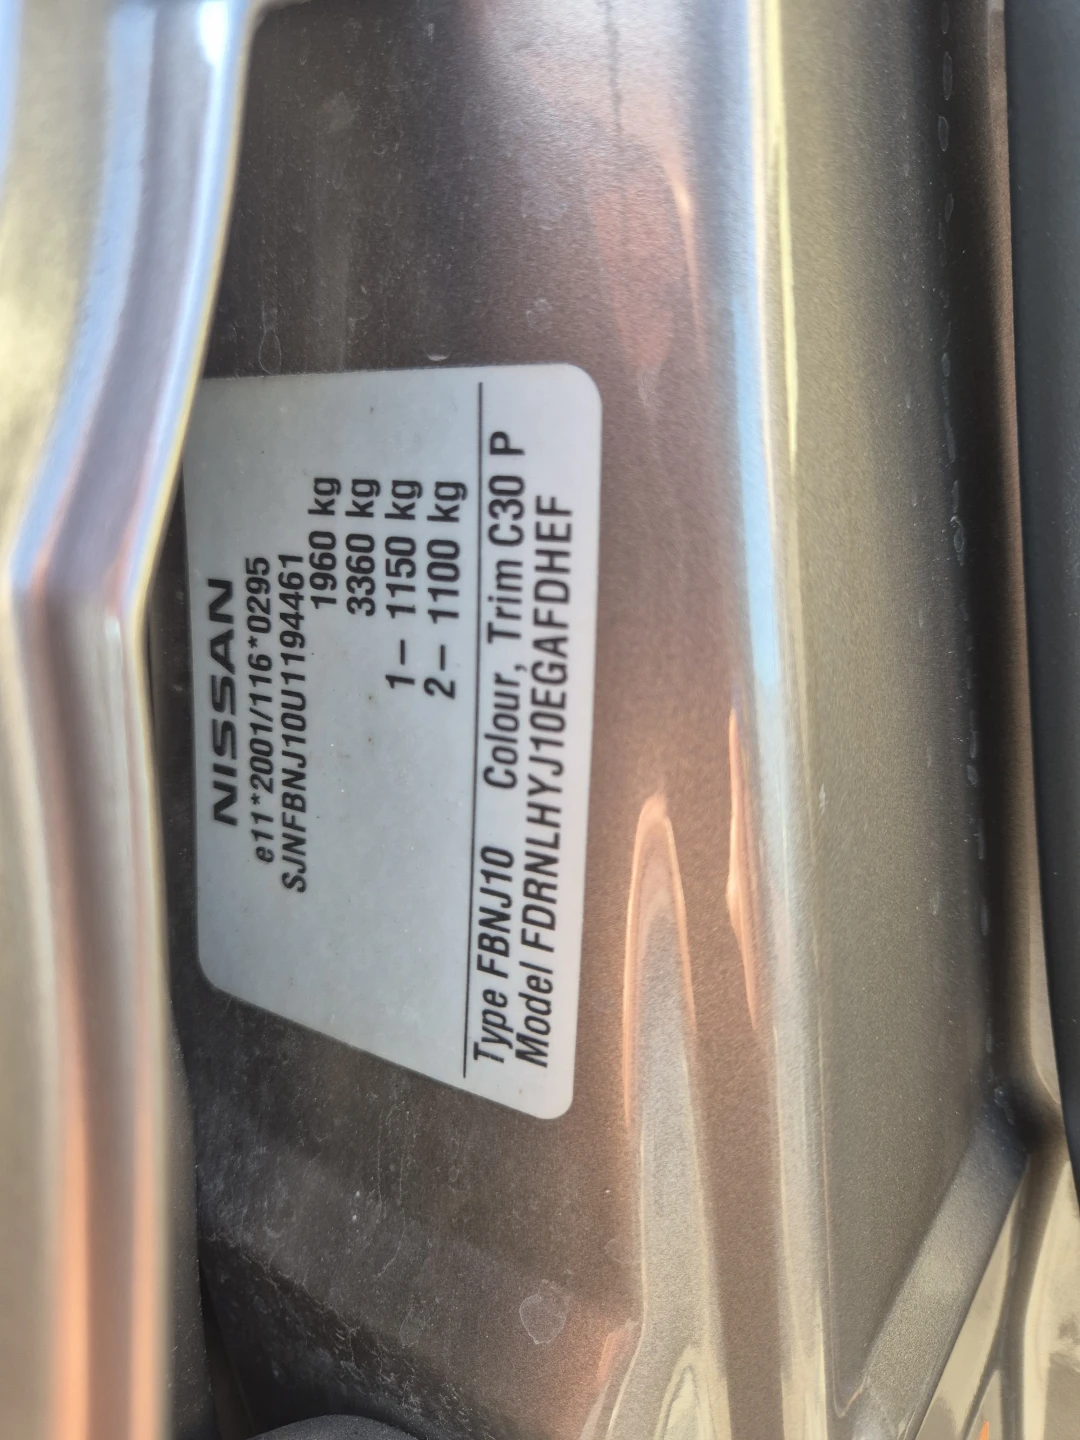 NISSAN
e11*2001/116*0295
SJNFBNJ10U1194461
1960 kg
3360 kg
1– 1150 kg
2– 1100 kg
Type FBNJ10 Colour, Trim C30 P
Model FDRNLHYJ10EGAFDHEF